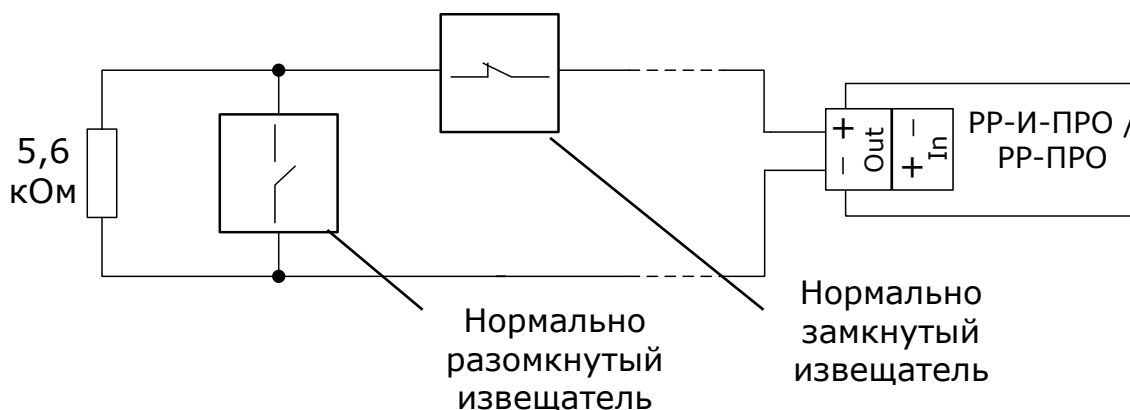 5,6
кОм
+
–
Out
–
+
In
РР-И-ПРО /
РР-ПРО
Нормально
разомкнутый
извещатель
Нормально
замкнутый
извещатель